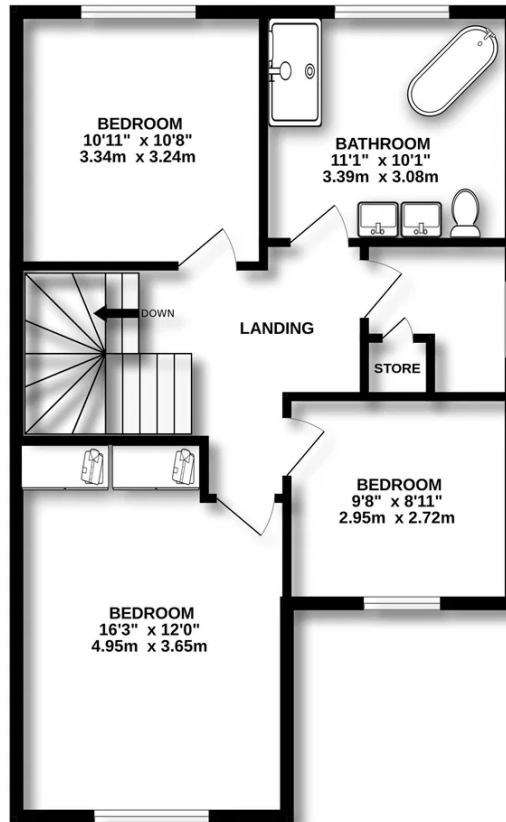 BEDROOM
10'11" x 10'8"
3.34m x 3.24m
BATHROOM
11'1" x 10'1"
3.39m x 3.08m
DOWN
LANDING
STORE
BEDROOM
9'8" x 8'11"
2.95m x 2.72m
BEDROOM
16'3" x 12'0"
4.95m x 3.65m